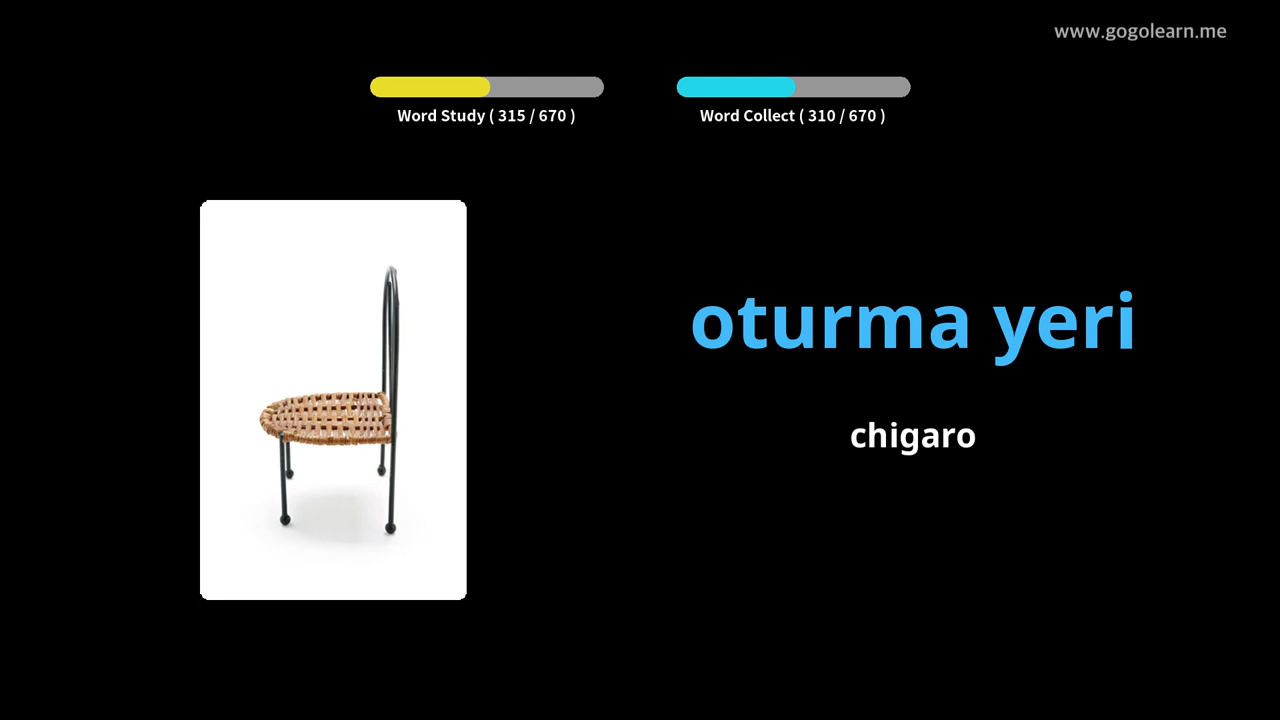 www.gogolearn.me
Word Study ( 315 / 670 )
Word Collect ( 310 / 670 )
oturma yeri
chigaro